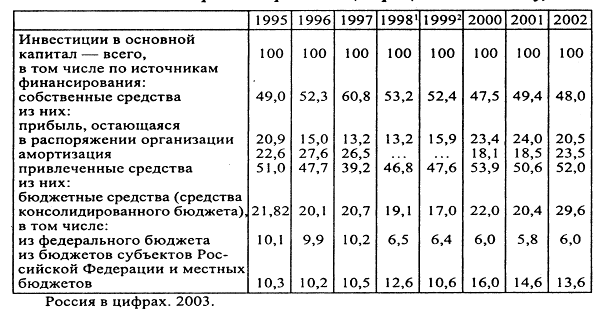 1995 1996 1997 1998¹ 1999² 2000 2001 2002
Инвестиции в основной
капитал — всего, 100 100 100 100 100 100 100 100
в том числе по источникам
финансирования:
собственные средства 49,0 52,3 60,8 53,2 52,4 47,5 49,4 48,0
из них:
прибыль, остающаяся
в распоряжении организации 20,9 15,0 13,2 13,2 15,9 23,4 24,0 20,5
амортизация 22,6 27,6 26,5 ... ... 18,1 18,5 23,5
привлеченные средства 51,0 47,7 39,2 46,8 47,6 53,9 50,6 52,0
из них:
бюджетные средства (средства
консолидированного бюджета), 21,82 20,1 20,7 19,1 17,0 22,0 20,4 29,6
в том числе:
из федерального бюджета 10,1 9,9 10,2 6,5 6,4 6,0 5,8 6,0
из бюджетов субъектов Рос-
сийской Федерации и местных
бюджетов 10,3 10,2 10,5 12,6 10,6 16,0 14,6 13,6
Россия в цифрах. 2003.